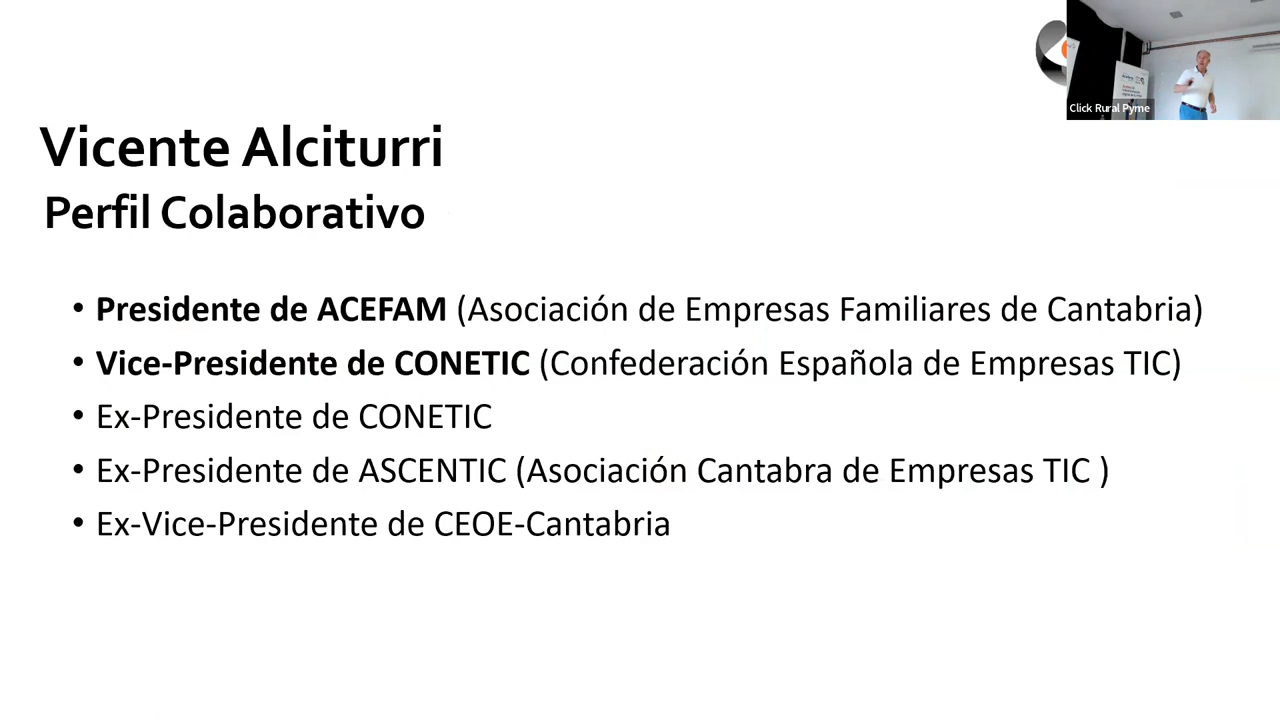 Click Rural Pyme
Vicente Alciturri
Perfil Colaborativo
• Presidente de ACEFAM (Asociación de Empresas Familiares de Cantabria)
• Vice-Presidente de CONETIC (Confederación Española de Empresas TIC)
• Ex-Presidente de CONETIC
• Ex-Presidente de ASCENTIC (Asociación Cantabra de Empresas TIC )
• Ex-Vice-Presidente de CEOE-Cantabria